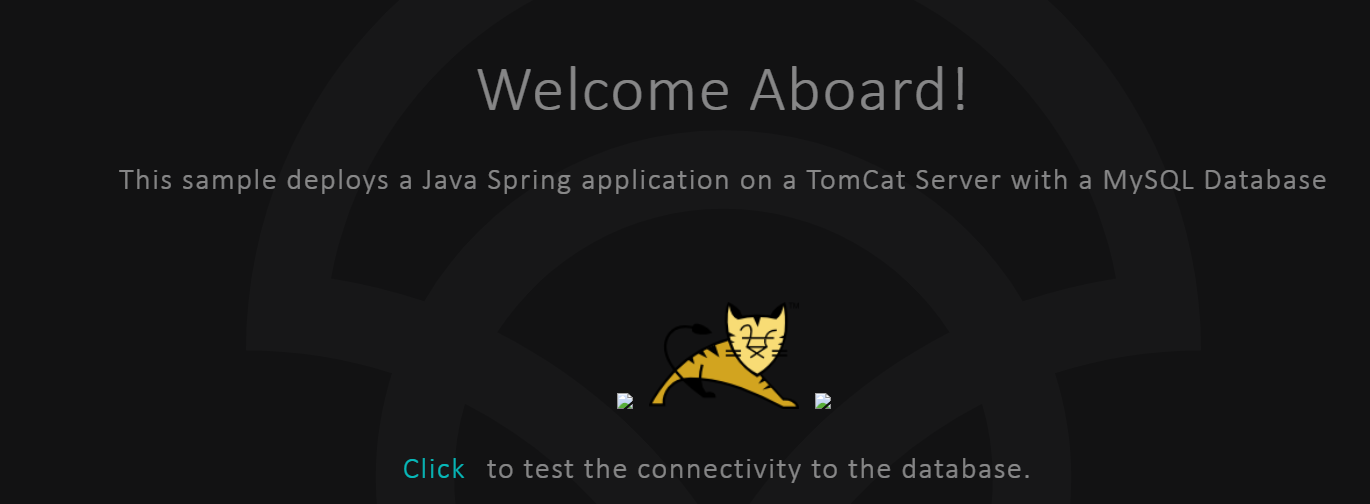 Welcome Aboard!
This sample deploys a Java Spring application on a TomCat Server with a MySQL Database
Click to test the connectivity to the database.